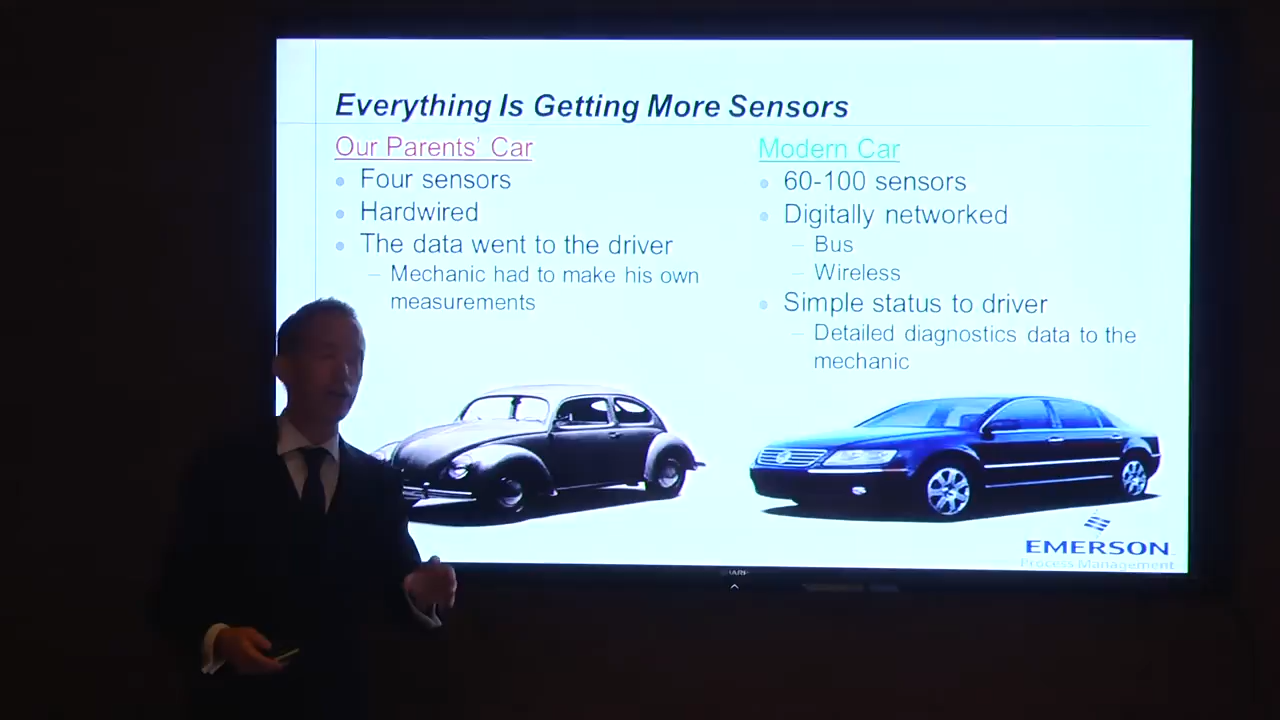 Everything Is Getting More Sensors
Our Parents' Car
Four sensors
Hardwired
The data went to the driver
– Mechanic had to make his own
measurements
Modern Car
60-100 sensors
Digitally networked
– Bus
– Wireless
Simple status to driver
– Detailed diagnostics data to the
mechanic
EMERSON
Process Management